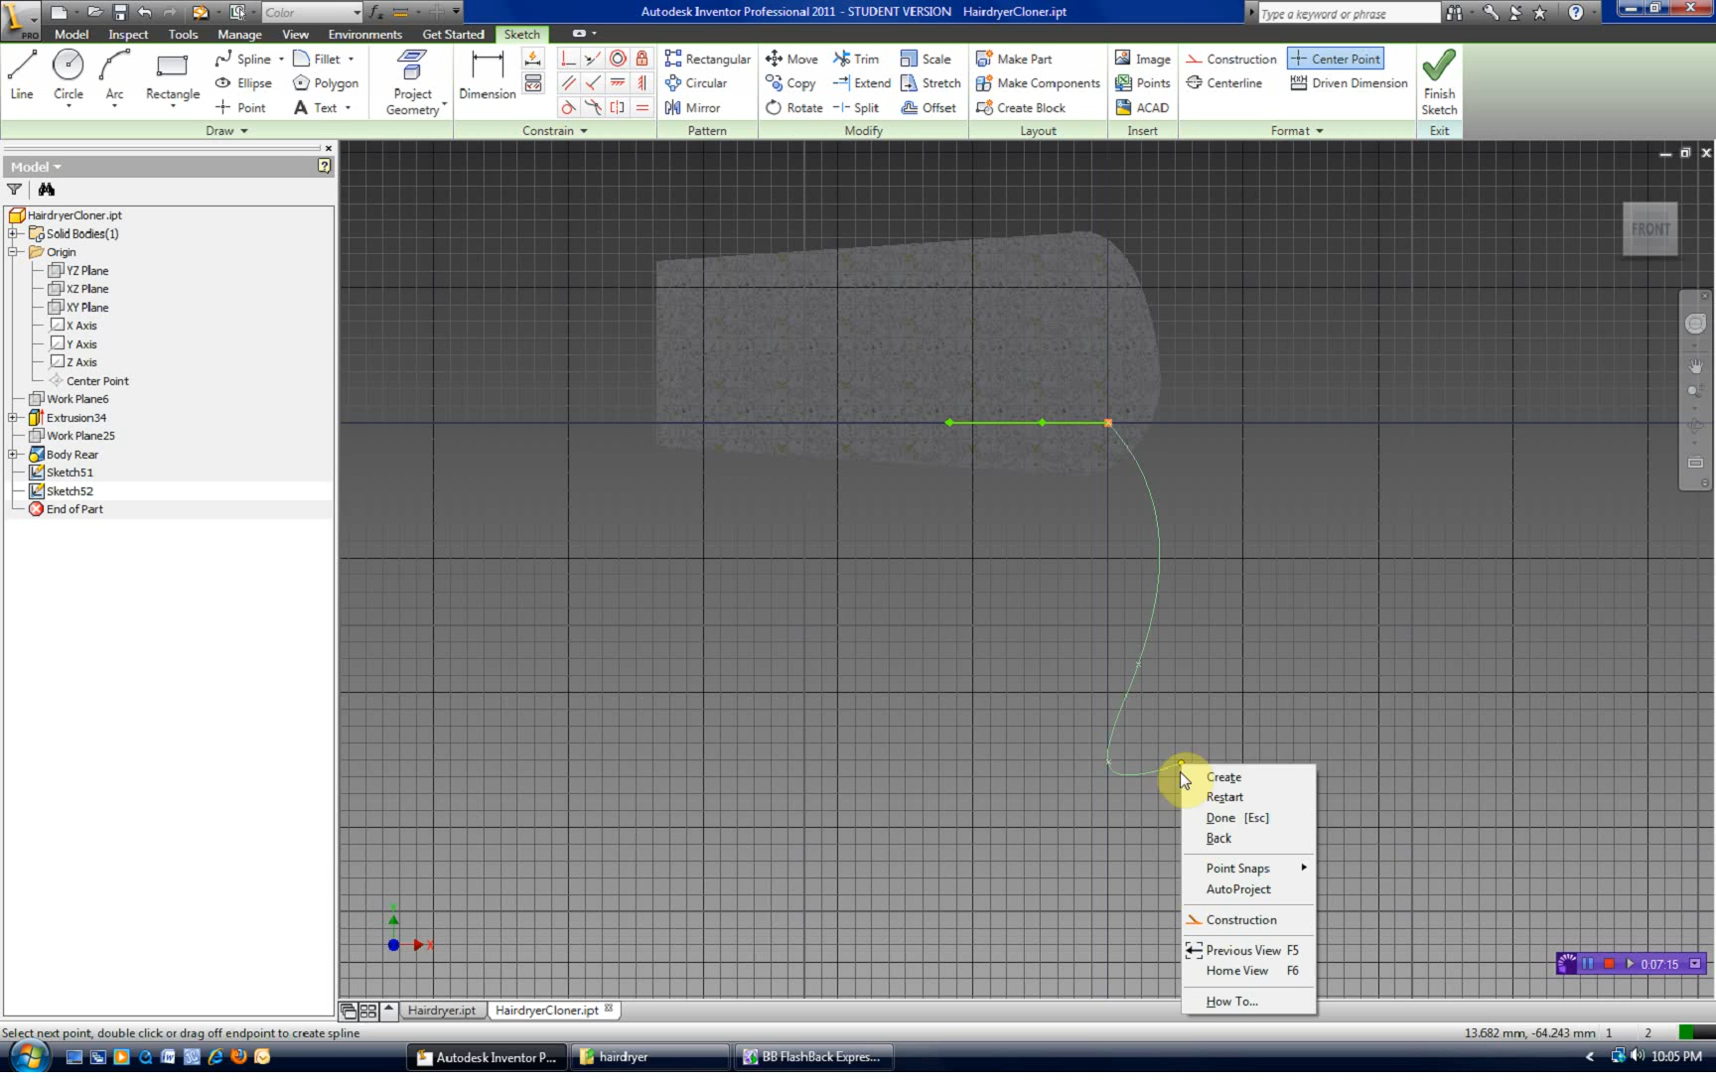 Color
Autodesk Inventor Professional 2011 - STUDENT VERSION HairdryerCloner.ipt
Type a keyword or phrase
PRO
Model Inspect Tools Manage View Environments Get Started Sketch
Line Circle Arc Rectangle
Spline Fillet
Ellipse Polygon
Point Text
Project Geometry
Dimension
Rectangular
Circular
Mirror
Move Trim Scale
Copy Extend Stretch
Rotate Split Offset
Make Part
Make Components
Create Block
Image
Points
ACAD
Construction Center Point
Centerline Driven Dimension
Finish Sketch
Draw Constrain Pattern Modify Layout Insert Format Exit
Model
HairdryerCloner.ipt
Solid Bodies(1)
Origin
YZ Plane
XZ Plane
XY Plane
X Axis
Y Axis
Z Axis
Center Point
Work Plane6
Extrusion34
Work Plane25
Body Rear
Sketch51
Sketch52
End of Part
FRONT
Create
Restart
Done [Esc]
Back
Point Snaps
AutoProject
Construction
Previous View F5
Home View F6
How To...
X
0:07:15
Hairdryer.ipt HairdryerCloner.ipt
Select next point, double click or drag off endpoint to create spline
13.682 mm, -64.243 mm 1 2
Autodesk Inventor P... hairdryer BB FlashBack Expres...
10:05 PM